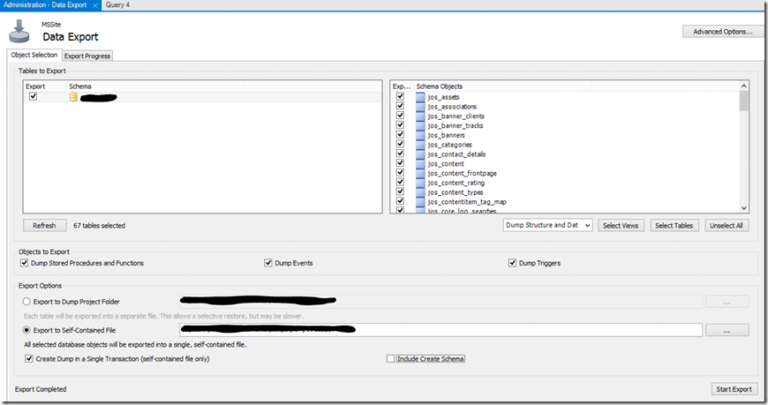 Administration - Data Export
Query 4
MSSite
Data Export
Advanced Options...
Object Selection
Export Progress
Tables to Export
Export
Schema
Exp...
Schema Objects
jos_assets
jos_associations
jos_banner_clients
jos_banner_tracks
jos_banners
jos_categories
jos_contact_details
jos_content
jos_content_frontpage
jos_content_rating
jos_content_types
jos_contentitem_tag_map
jos_core_log_searches
Refresh
67 tables selected
Dump Structure and Dat
Select Views
Select Tables
Unselect All
Objects to Export
Dump Stored Procedures and Functions
Dump Events
Dump Triggers
Export Options
Export to Dump Project Folder
...
Each table will be exported into a separate file. This allows a selective restore, but may be slower.
Export to Self-Contained File
...
All selected database objects will be exported into a single, self-contained file.
Create Dump in a Single Transaction (self-contained file only)
Include Create Schema
Export Completed
Start Export